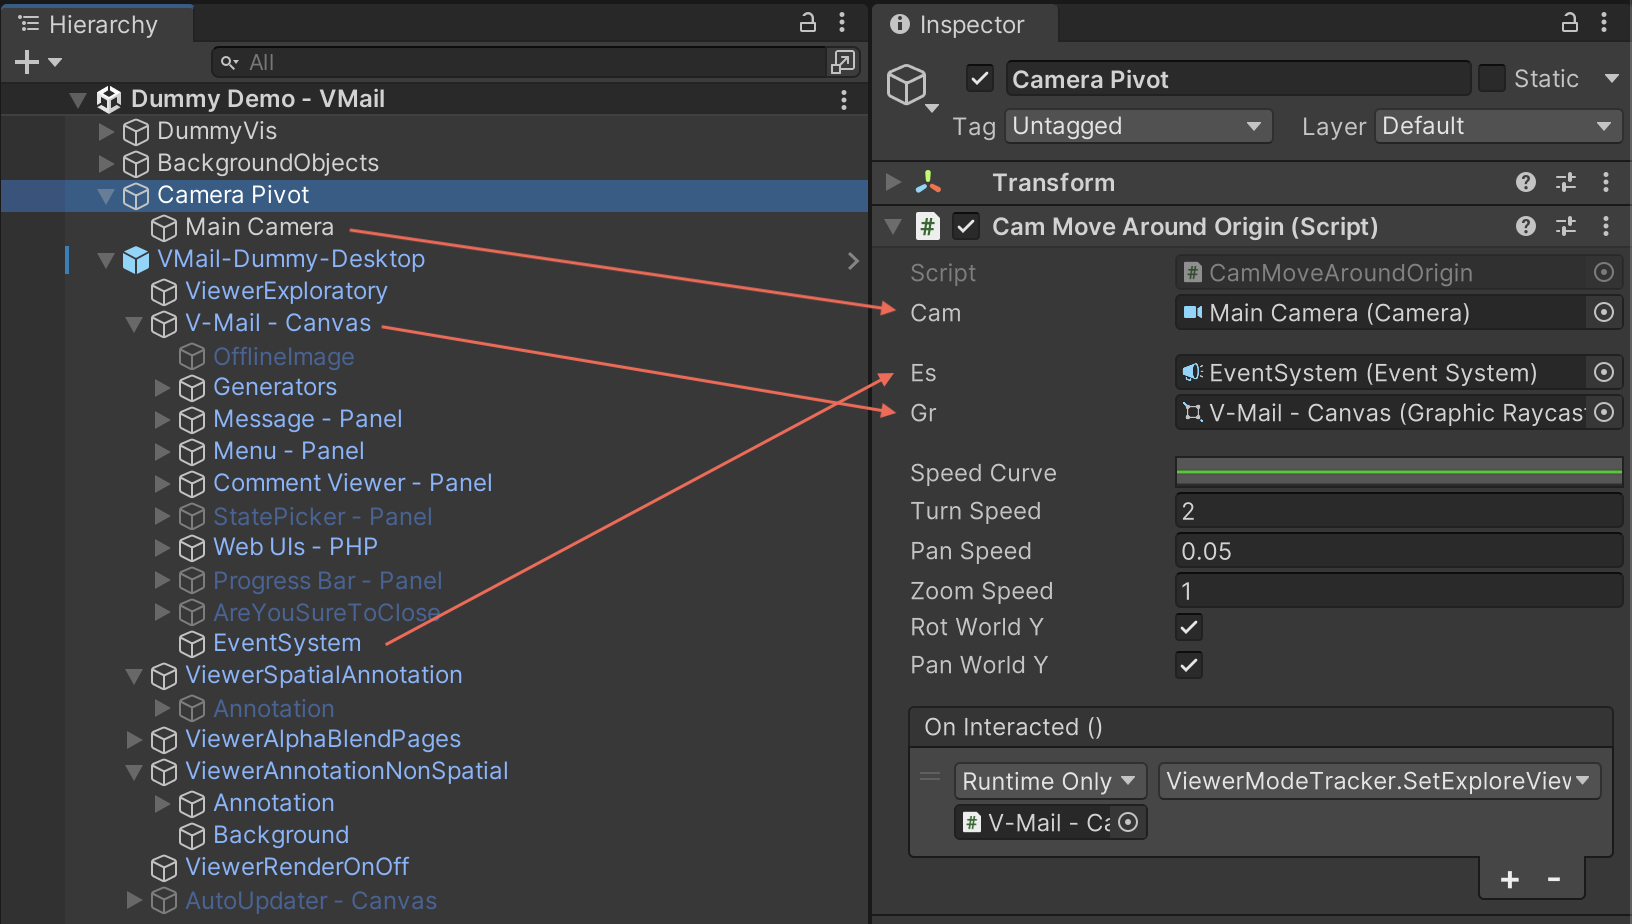 Hierarchy
All
Dummy Demo - VMail
DummyVis
BackgroundObjects
Camera Pivot
Main Camera
VMail-Dummy-Desktop
ViewerExploratory
V-Mail - Canvas
OfflineImage
Generators
Message - Panel
Menu - Panel
Comment Viewer - Panel
StatePicker - Panel
Web UIs - PHP
Progress Bar - Panel
AreYouSureToClose
EventSystem
ViewerSpatialAnnotation
Annotation
ViewerAlphaBlendPages
ViewerAnnotationNonSpatial
Annotation
Background
ViewerRenderOnOff
AutoUpdater - Canvas
Inspector
Camera Pivot Static
Tag Untagged Layer Default
Transform
Cam Move Around Origin (Script)
Script CamMoveAroundOrigin
Cam Main Camera (Camera)
Es EventSystem (Event System)
Gr V-Mail - Canvas (Graphic Raycast
Speed Curve
Turn Speed 2
Pan Speed 0.05
Zoom Speed 1
Rot World Y
Pan World Y
On Interacted ()
Runtime Only ViewerModeTracker.SetExploreView
V-Mail - Ca